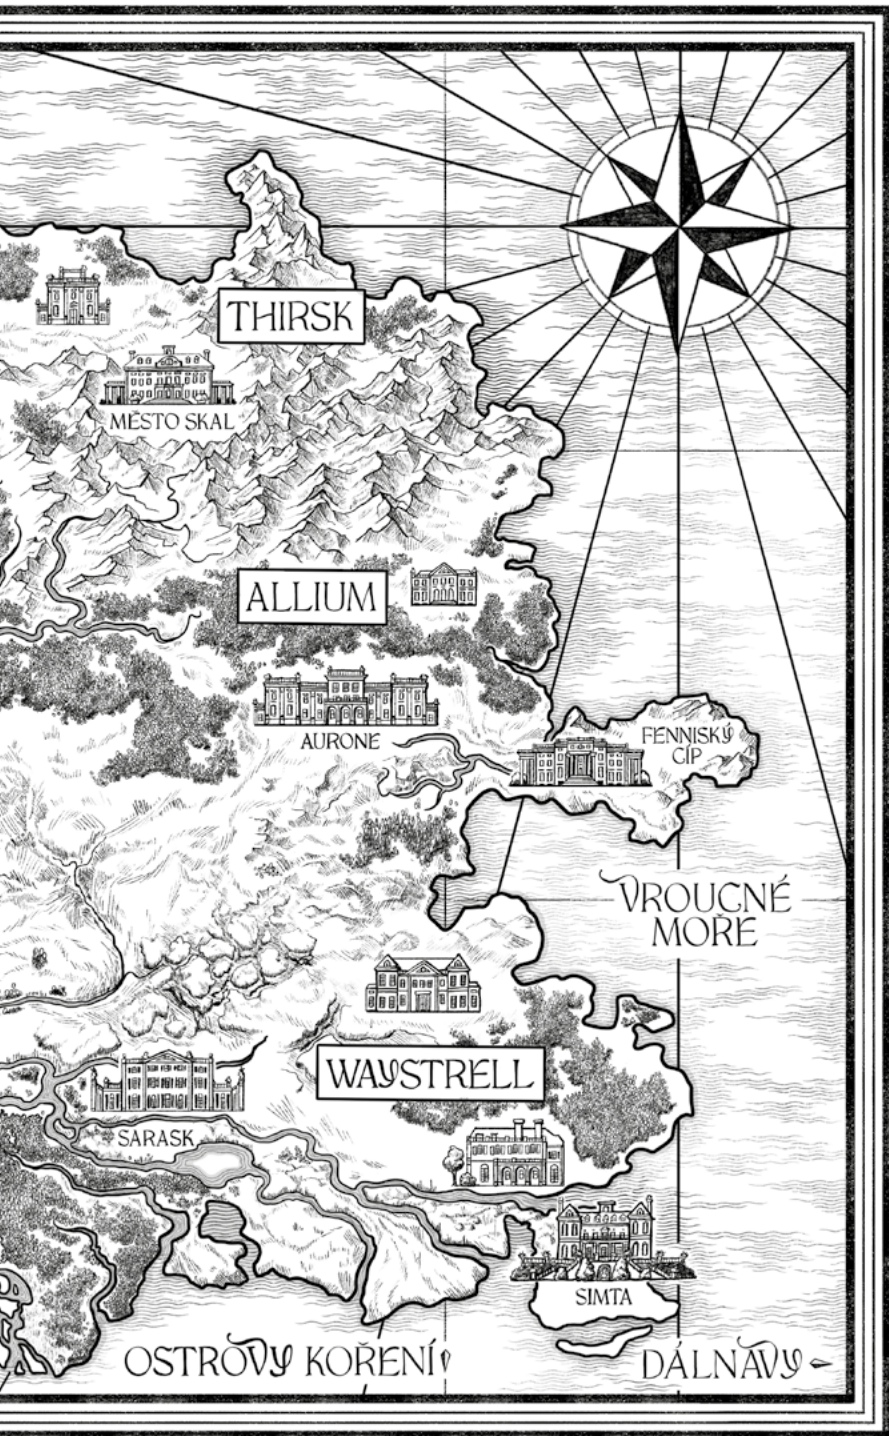 THIRSK
MĚSTO SKAL
ALLIUM
AURONE
FENNISKÝ
CÍP
VROUCNÉ
MOŘE
WAYSTRELL
SARASK
SIMTA
OSTROVY KOŘENÍ
DÁLNAVY